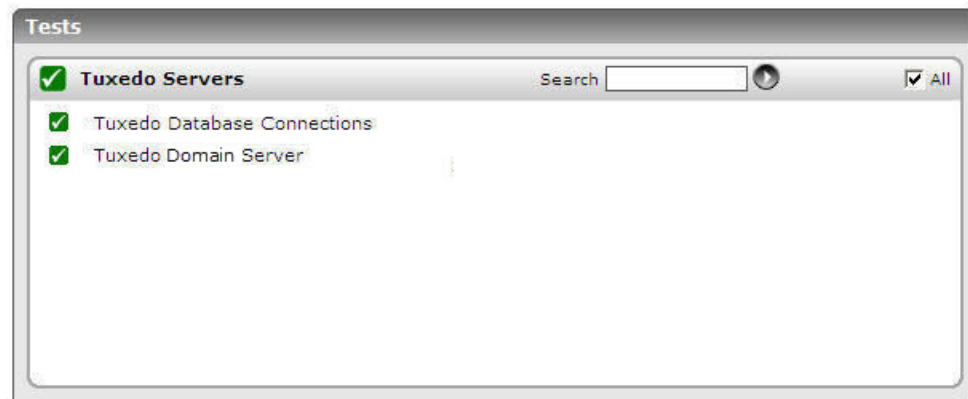 Tests
Tuxedo Servers Search All
Tuxedo Database Connections
Tuxedo Domain Server